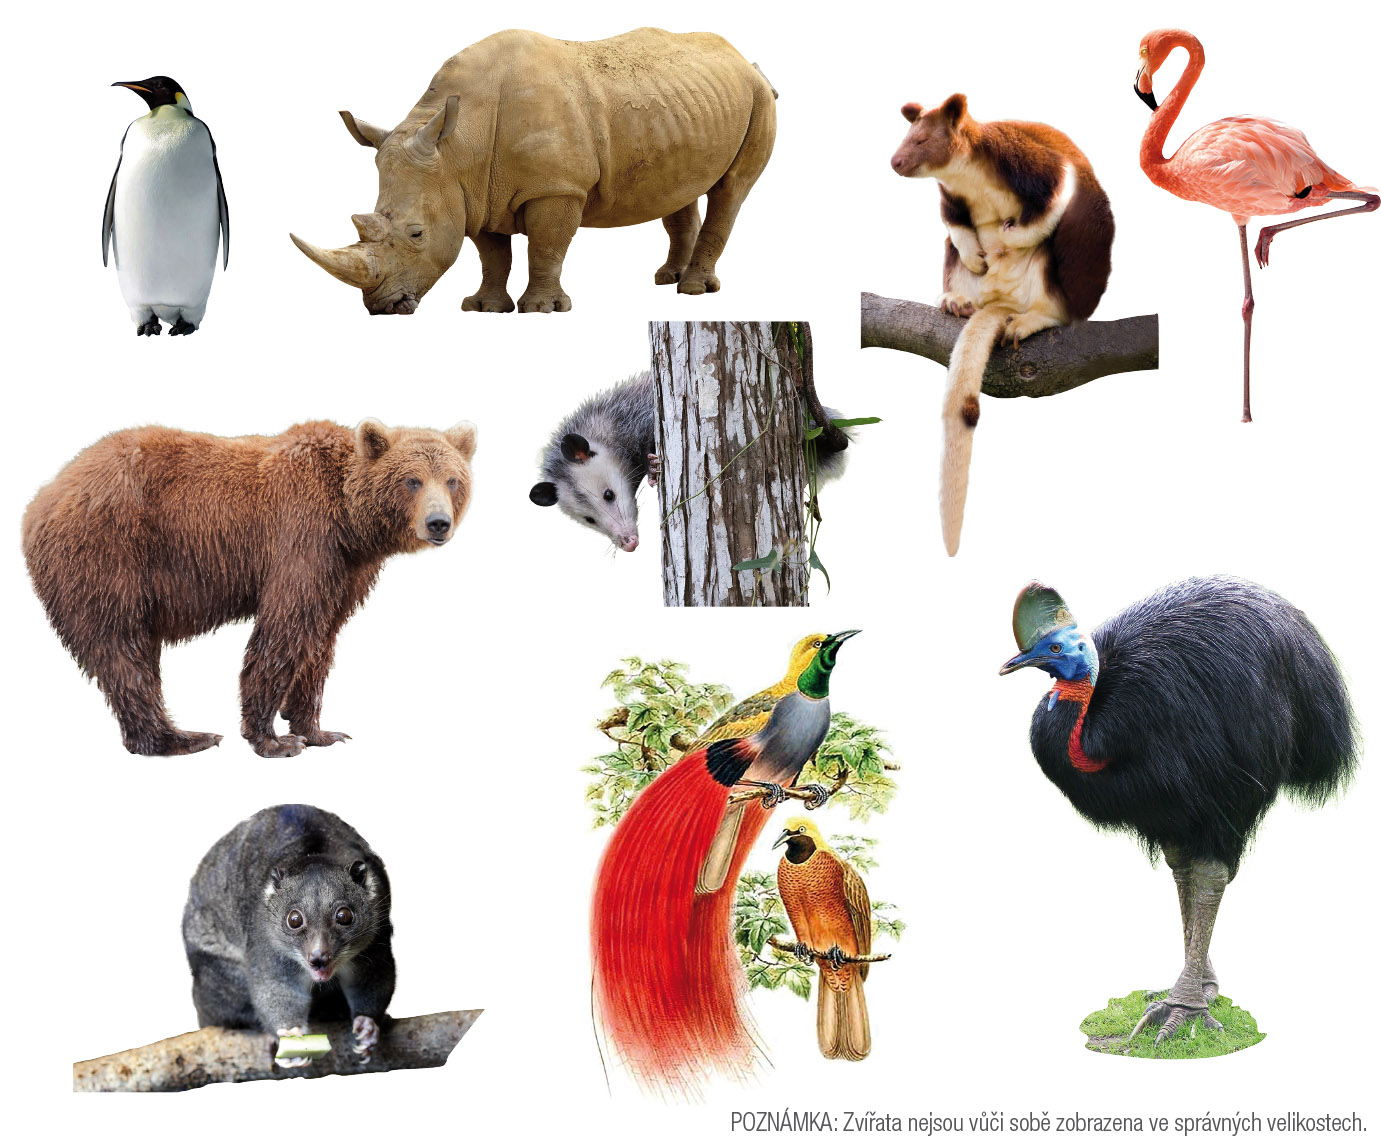 POZNÁMKA: Zvířata nejsou vůči sobě zobrazena ve správných velikostech.